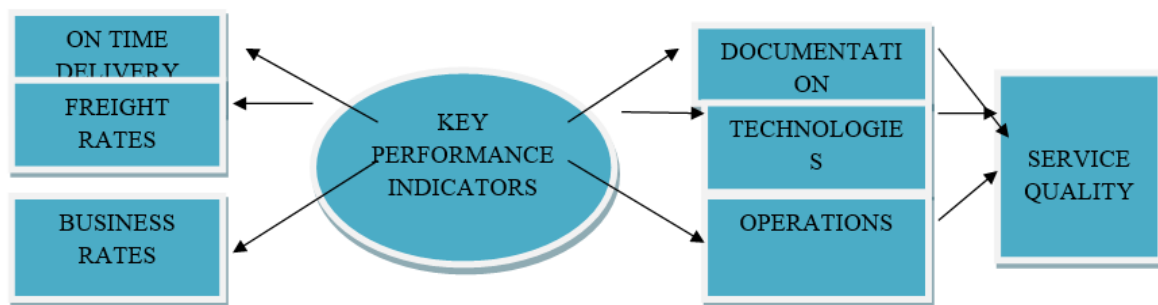 ON TIME
DELIVERY
FREIGHT
RATES
BUSINESS
RATES
KEY
PERFORMANCE
INDICATORS
DOCUMENTATI
ON
TECHNOLOGIE
S
OPERATIONS
SERVICE
QUALITY